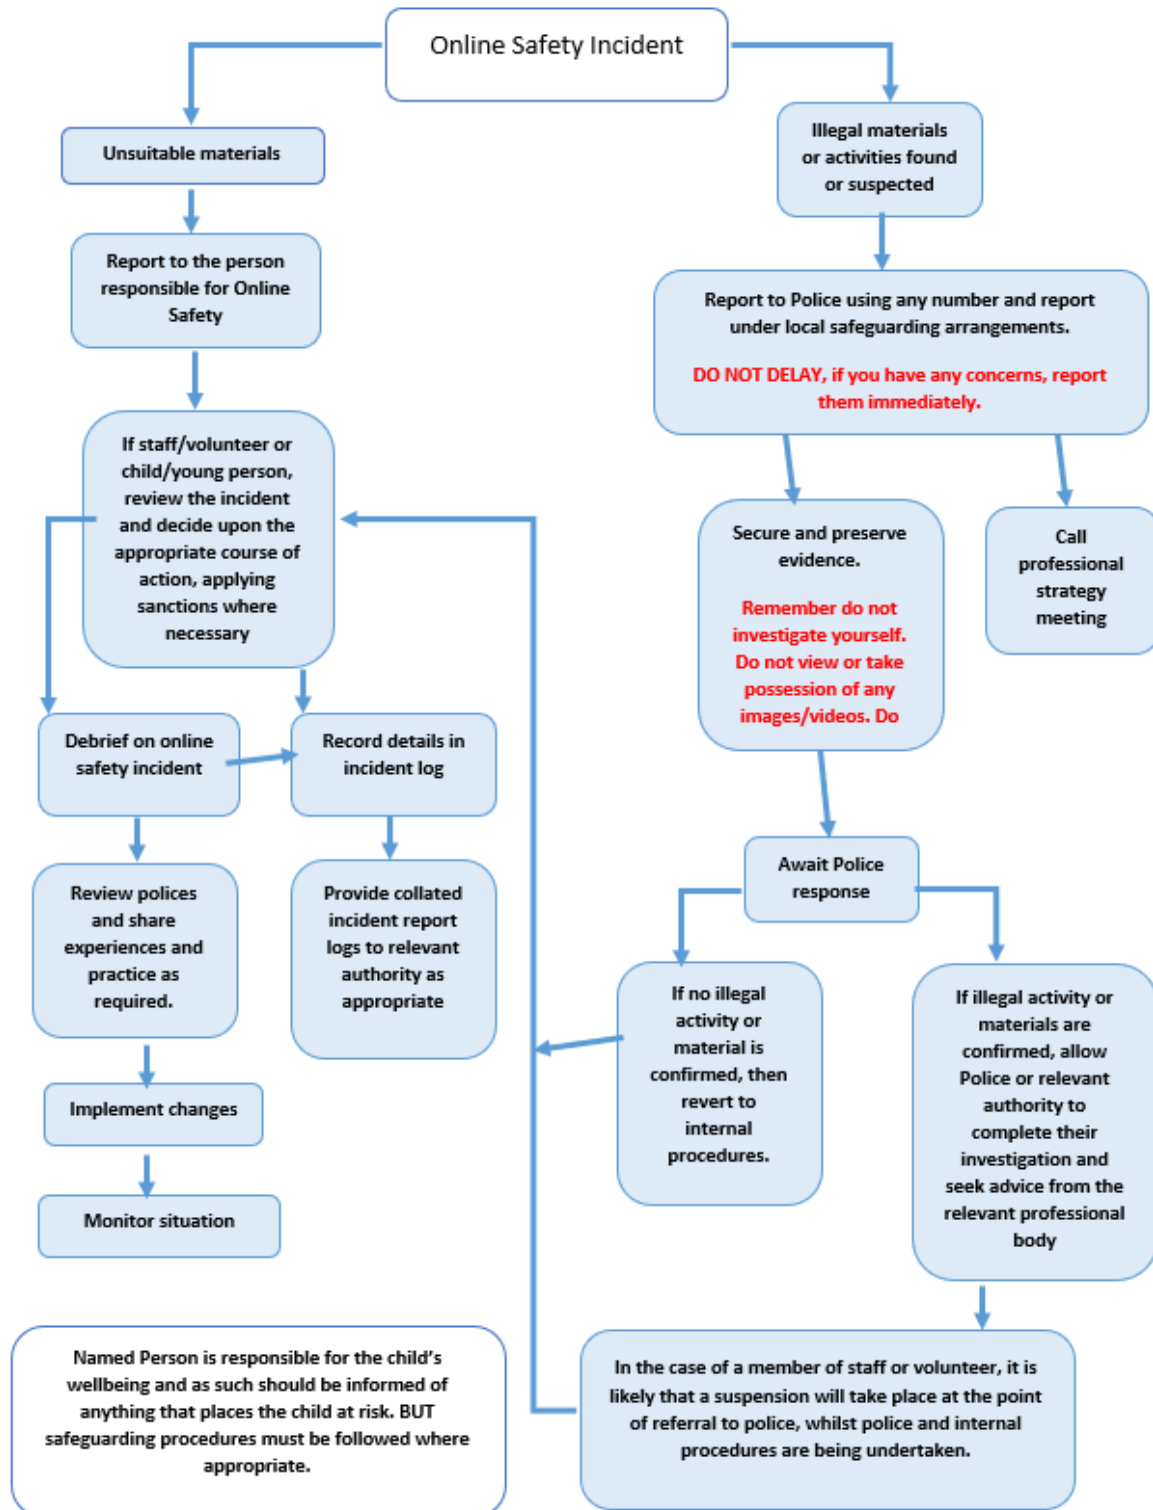 Online Safety Incident
Unsuitable materials
Report to the person
responsible for Online
Safety
If staff/volunteer or
child/young person,
review the incident
and decide upon the
appropriate course of
action, applying
sanctions where
necessary
Debrief on online
safety incident
Record details in
incident log
Review polices
and share
experiences and
practice as
required.
Provide collated
incident report
logs to relevant
authority as
appropriate
Implement changes
Monitor situation
Named Person is responsible for the child’s
wellbeing and as such should be informed of
anything that places the child at risk. BUT
safeguarding procedures must be followed where
appropriate.
Illegal materials
or activities found
or suspected
Report to Police using any number and report
under local safeguarding arrangements.
DO NOT DELAY, if you have any concerns, report
them immediately.
Secure and preserve
evidence.
Remember do not
investigate yourself.
Do not view or take
possession of any
images/videos. Do
Call
professional
strategy
meeting
Await Police
response
If no illegal
activity or
material is
confirmed, then
revert to
internal
procedures.
If illegal activity or
materials are
confirmed, allow
Police or relevant
authority to
complete their
investigation and
seek advice from the
relevant professional
body
In the case of a member of staff or volunteer, it is
likely that a suspension will take place at the point
of referral to police, whilst police and internal
procedures are being undertaken.